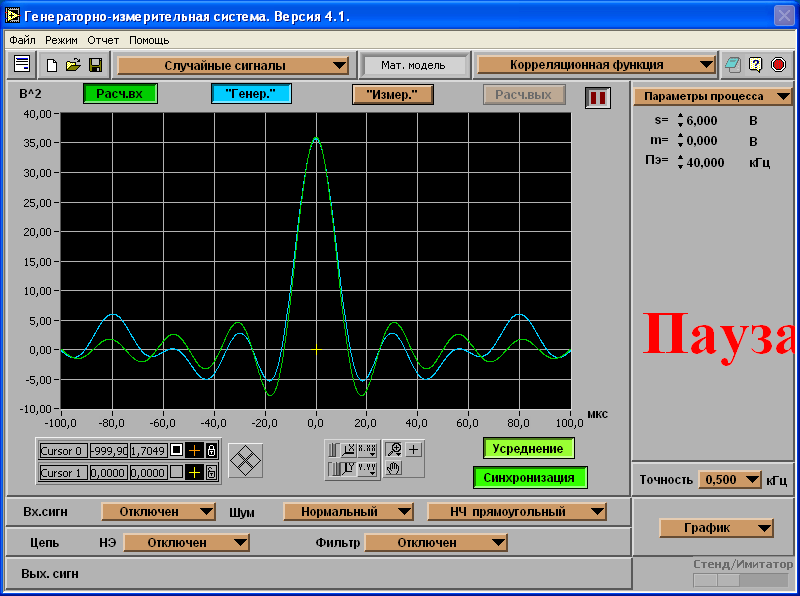 Генераторно-измерительная система. Версия 4.1.
Файл Режим Отчет Помощь
Случайные сигналы Мат. модель Корреляционная функция
В^2 Расч.вх "Генер." "Измер." Расч.вых Параметры процесса
s= 6,000 В
m= 0,000 В
Пэ= 40,000 кГц
40,00
35,00
30,00
25,00
20,00
15,00
10,00
5,00
0,00
-5,00
-10,00
-100,0 -80,0 -60,0 -40,0 -20,0 0,0 20,0 40,0 60,0 80,0 100,0 мкс
Пауза
Cursor 0 -999,90 1,7049
Cursor 1 0,0000 0,0000
Усреднение
Синхронизация
Точность 0,500 кГц
Вх.сигн Отключен Шум Нормальный НЧ прямоугольный
График
Цепь НЭ Отключен Фильтр Отключен
Стенд/Имитатор
Вых. сигн